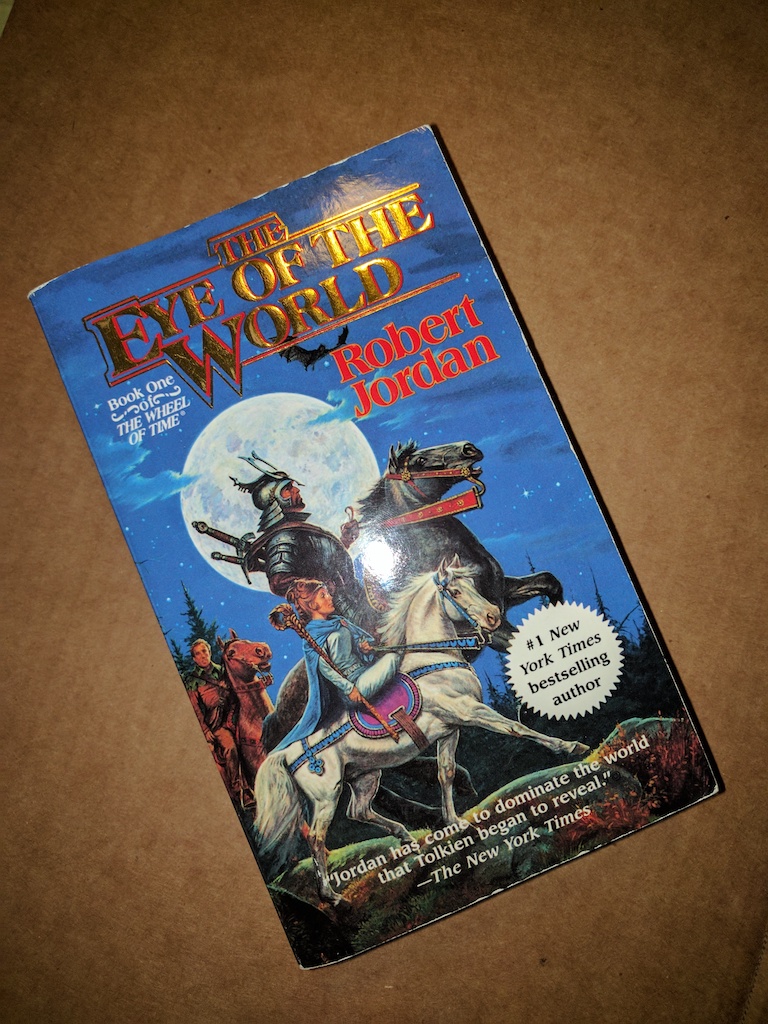 THE
EYE OF THE
WORLD
Robert
Jordan
Book One
of
THE WHEEL
OF TIME®
#1 New
York Times
bestselling
author
"Jordan has come to dominate the world
that Tolkien began to reveal."
—The New York Times